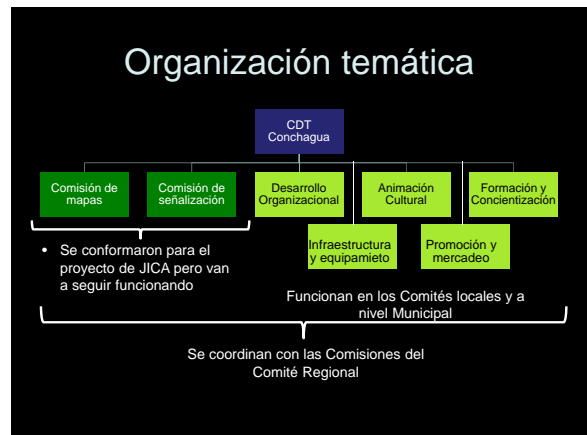 Organización temática
CDT
Conchagua
Comisión de
mapas
Comisión de
señalización
Desarrollo
Organizacional
Animación
Cultural
Formación y
Concientización
Infraestructura
y equipamieto
Promoción y
mercadeo
• Se conformaron para el
proyecto de JICA pero van
a seguir funcionando
Funcionan en los Comités locales y a
nivel Municipal
Se coordinan con las Comisiones del
Comité Regional